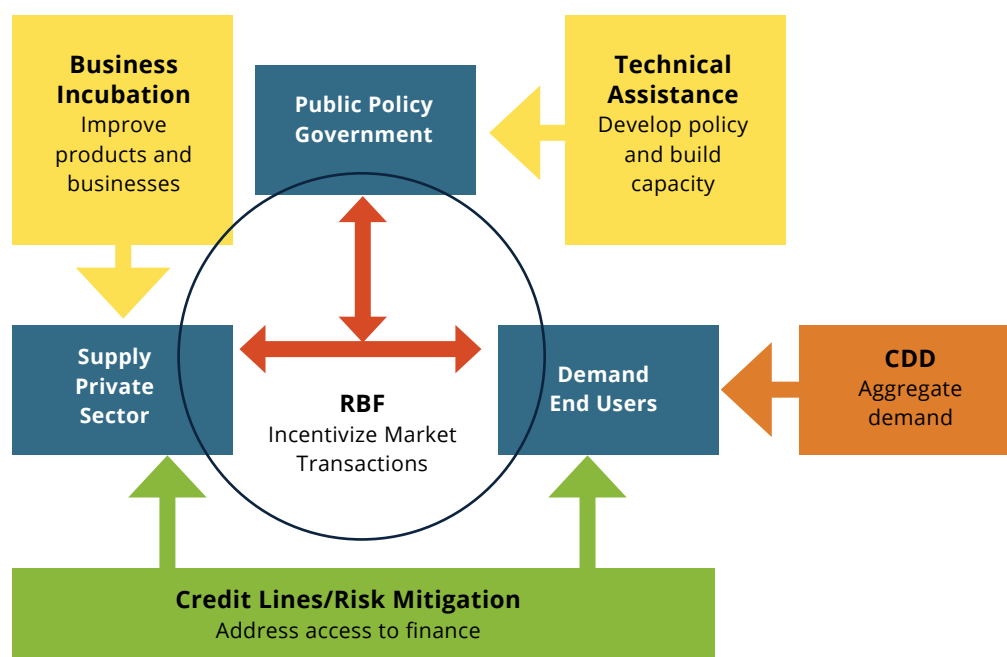 Business
Incubation
Improve
products and
businesses
Public Policy
Government
Technical
Assistance
Develop policy
and build
capacity
Supply
Private
Sector
RBF
Incentivize Market
Transactions
Demand
End Users
CDD
Aggregate
demand
Credit Lines/Risk Mitigation
Address access to finance